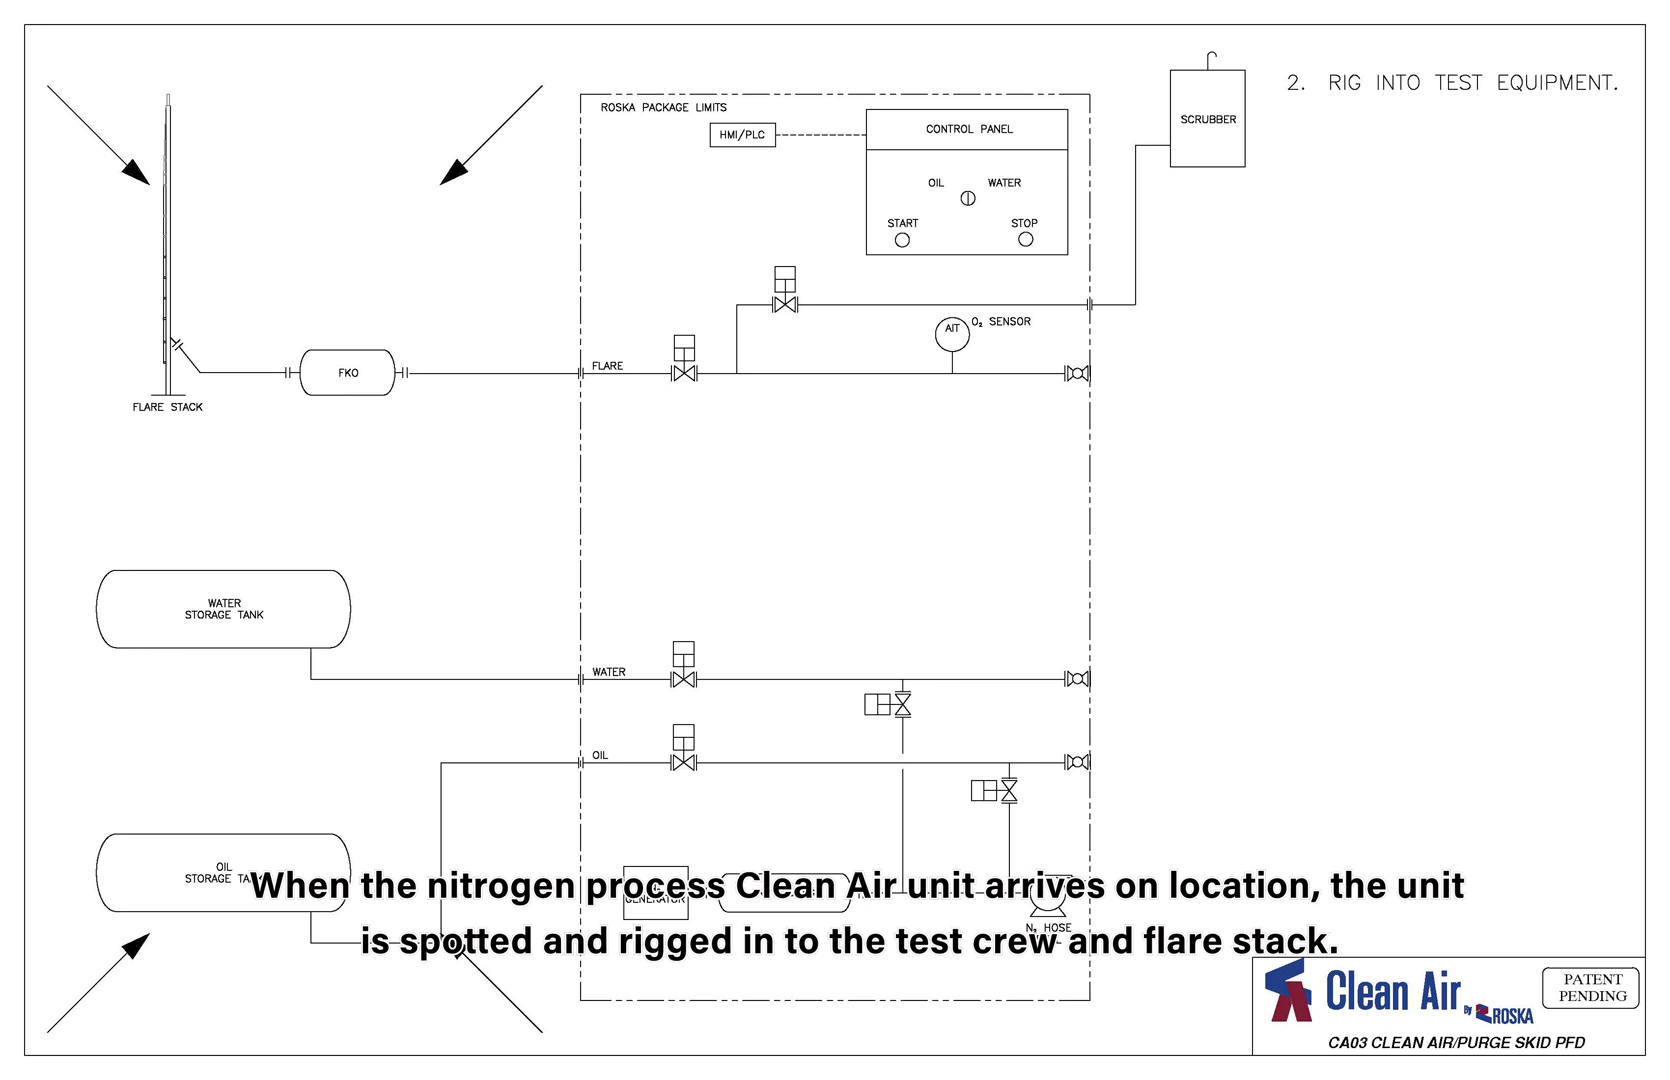 2. RIG INTO TEST EQUIPMENT.
ROSKA PACKAGE LIMITS
HMI/PLC
CONTROL PANEL
OIL WATER
START STOP
SCRUBBER
AIT
O₂ SENSOR
FLARE
FKO
FLARE STACK
WATER
STORAGE TANK
WATER
OIL
OIL
STORAGE TANK
GENERATOR
N₂ HOSE
When the nitrogen process Clean Air unit arrives on location, the unit
is spotted and rigged in to the test crew and flare stack.
Clean Air
By ROSKA
PATENT
PENDING
CA03 CLEAN AIR/PURGE SKID PFD